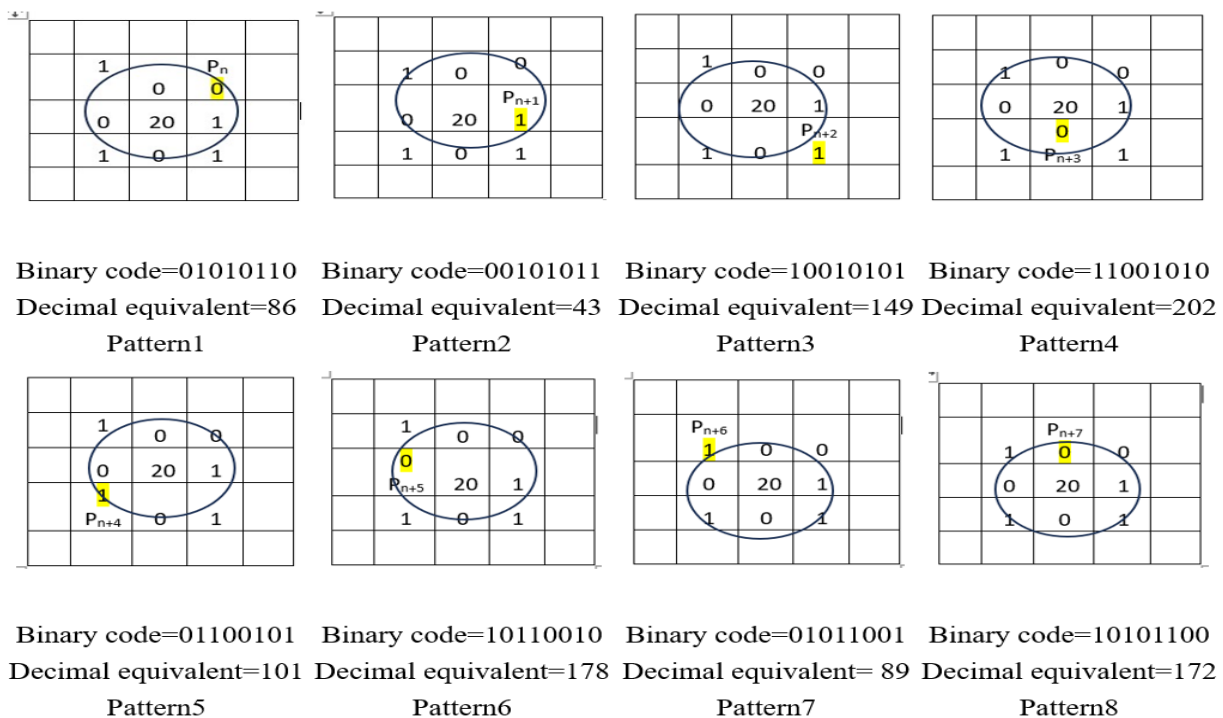 1 Pn
0 0
0 20 1
1 0 1
1 0 0
Pn+1
0 20 1
1 0 1
1 0 0
0 20 1
Pn+2
1 0 1
1 0 0
0 20 1
0
1 Pn+3 1
Binary code=01010110 Binary code=00101011 Binary code=10010101 Binary code=11001010
Decimal equivalent=86 Decimal equivalent=43 Decimal equivalent=149 Decimal equivalent=202
Pattern1 Pattern2 Pattern3 Pattern4
1 0 0
0 20 1
1
Pn+4 0 1
1 0 0
0
Pn+5 20 1
1 0 1
Pn+6
1 0 0
0 20 1
1 0 1
Pn+7
1 0 0
0 20 1
1 0 1
Binary code=01100101 Binary code=10110010 Binary code=01011001 Binary code=10101100
Decimal equivalent=101 Decimal equivalent=178 Decimal equivalent= 89 Decimal equivalent=172
Pattern5 Pattern6 Pattern7 Pattern8